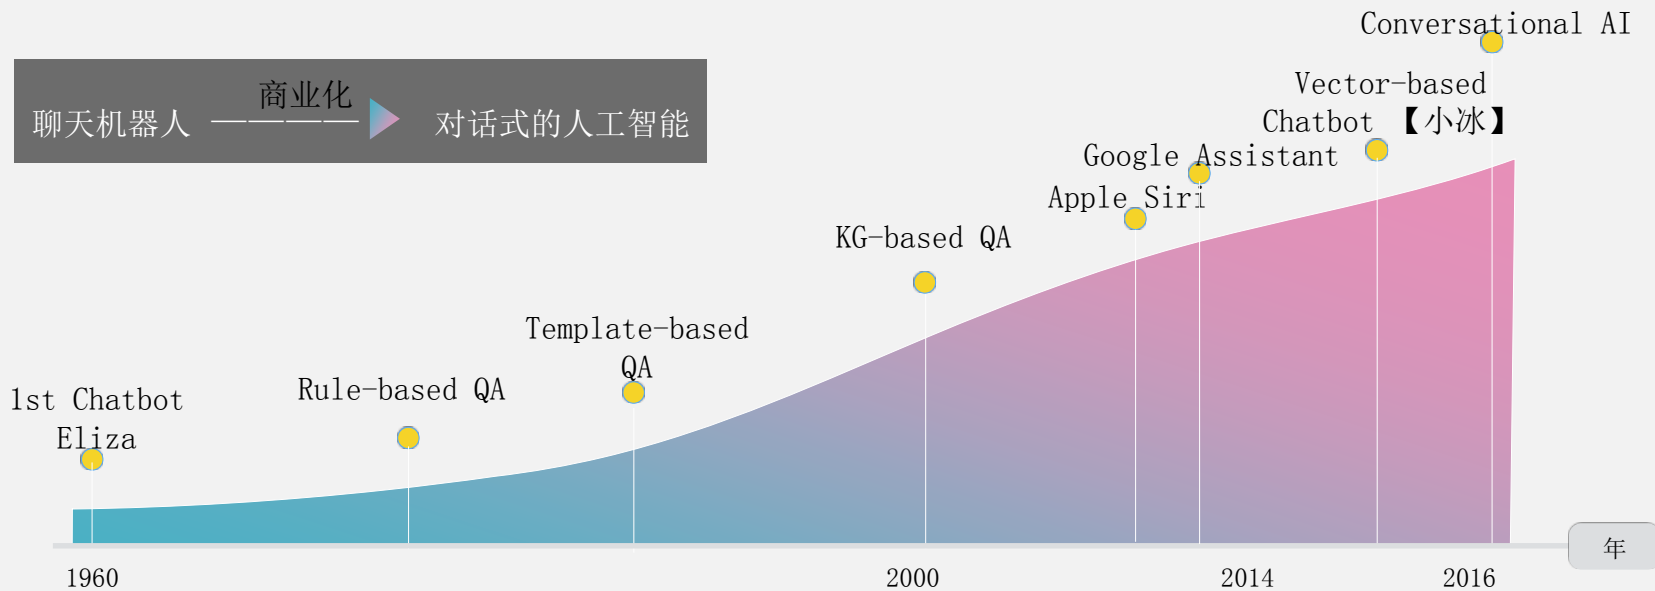 Conversational AI
商业化
聊天机器人 ———— 对话式的人工智能
Vector-based
Chatbot 【小冰】
Google Assistant
Apple Siri
KG-based QA
Template-based
QA
Rule-based QA
1st Chatbot
Eliza
年
1960 2000 2014 2016